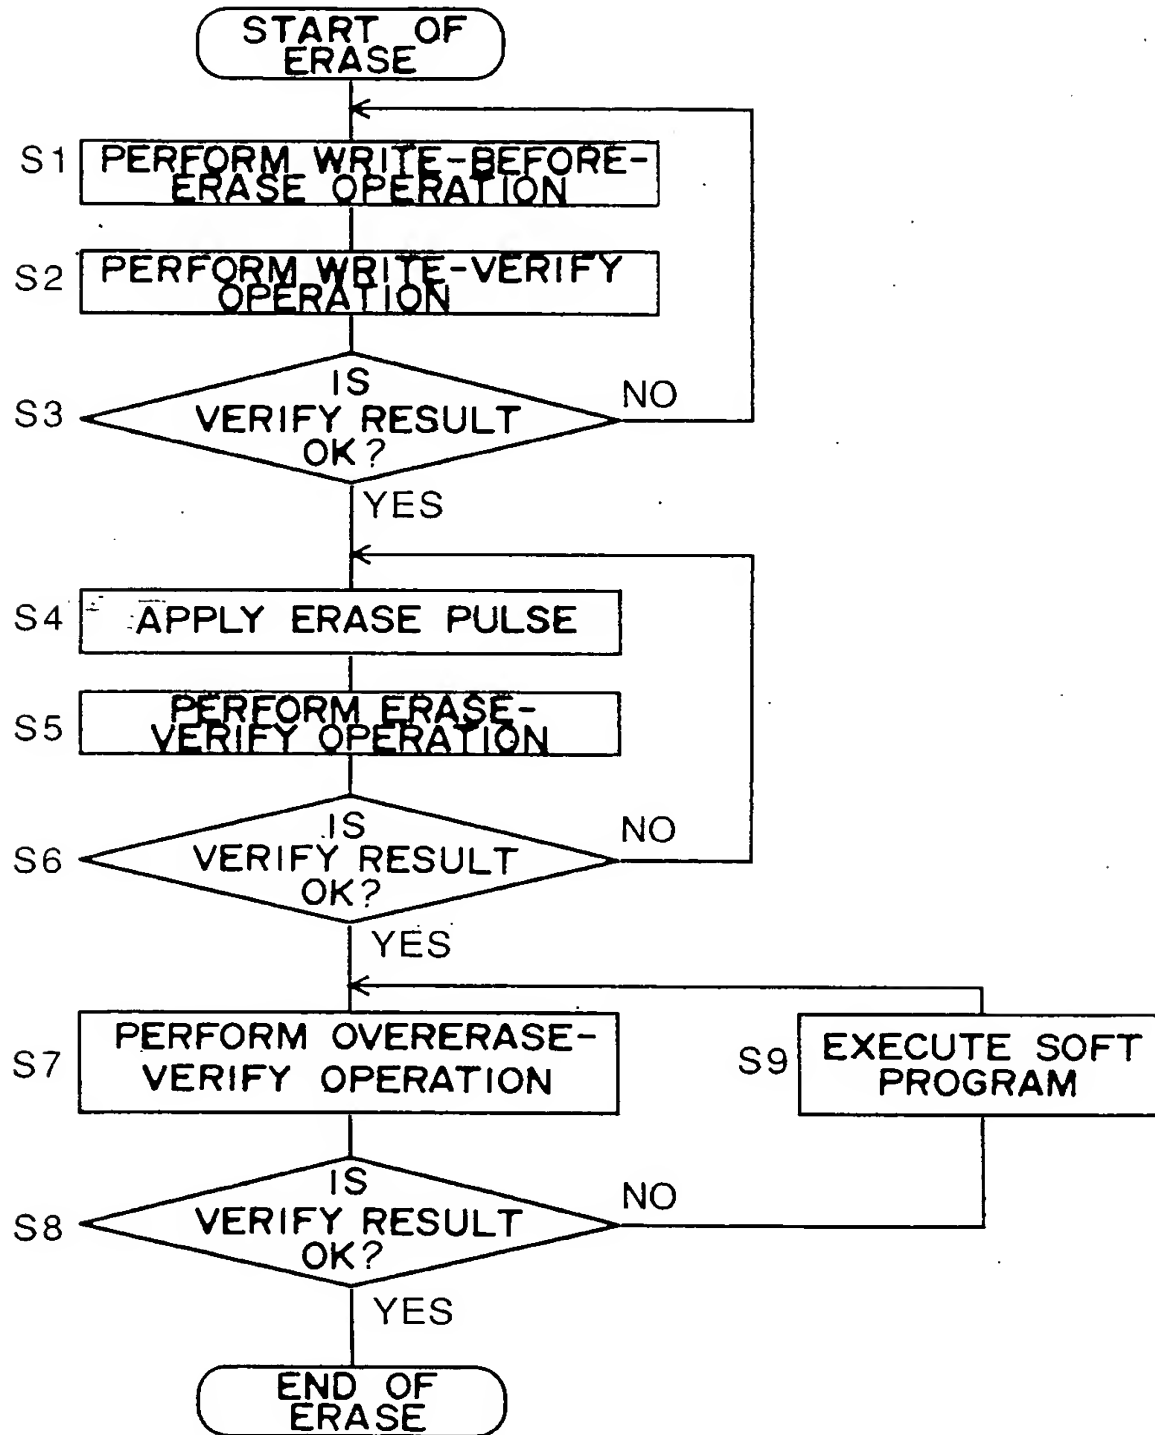 START OF
ERASE
S1
PERFORM WRITE-BEFORE-
ERASE OPERATION
S2
PERFORM WRITE-VERIFY
OPERATION
S3
IS
VERIFY RESULT
OK?
NO
YES
S4
APPLY ERASE PULSE
S5
PERFORM ERASE-
VERIFY OPERATION
S6
IS
VERIFY RESULT
OK?
NO
YES
S7
PERFORM OVERERASE-
VERIFY OPERATION
S9
EXECUTE SOFT
PROGRAM
S8
IS
VERIFY RESULT
OK?
NO
YES
END OF
ERASE